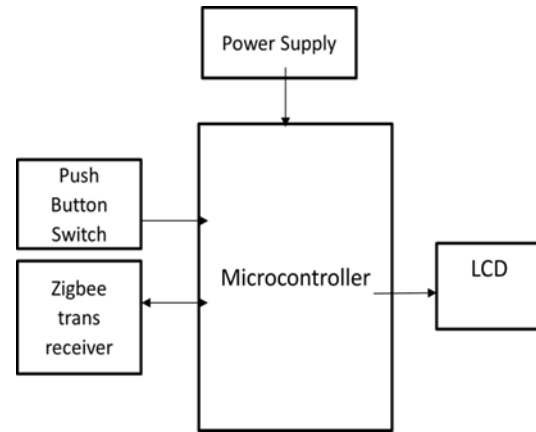 Power Supply
Push
Button
Switch
Zigbee
trans
receiver
Microcontroller
LCD